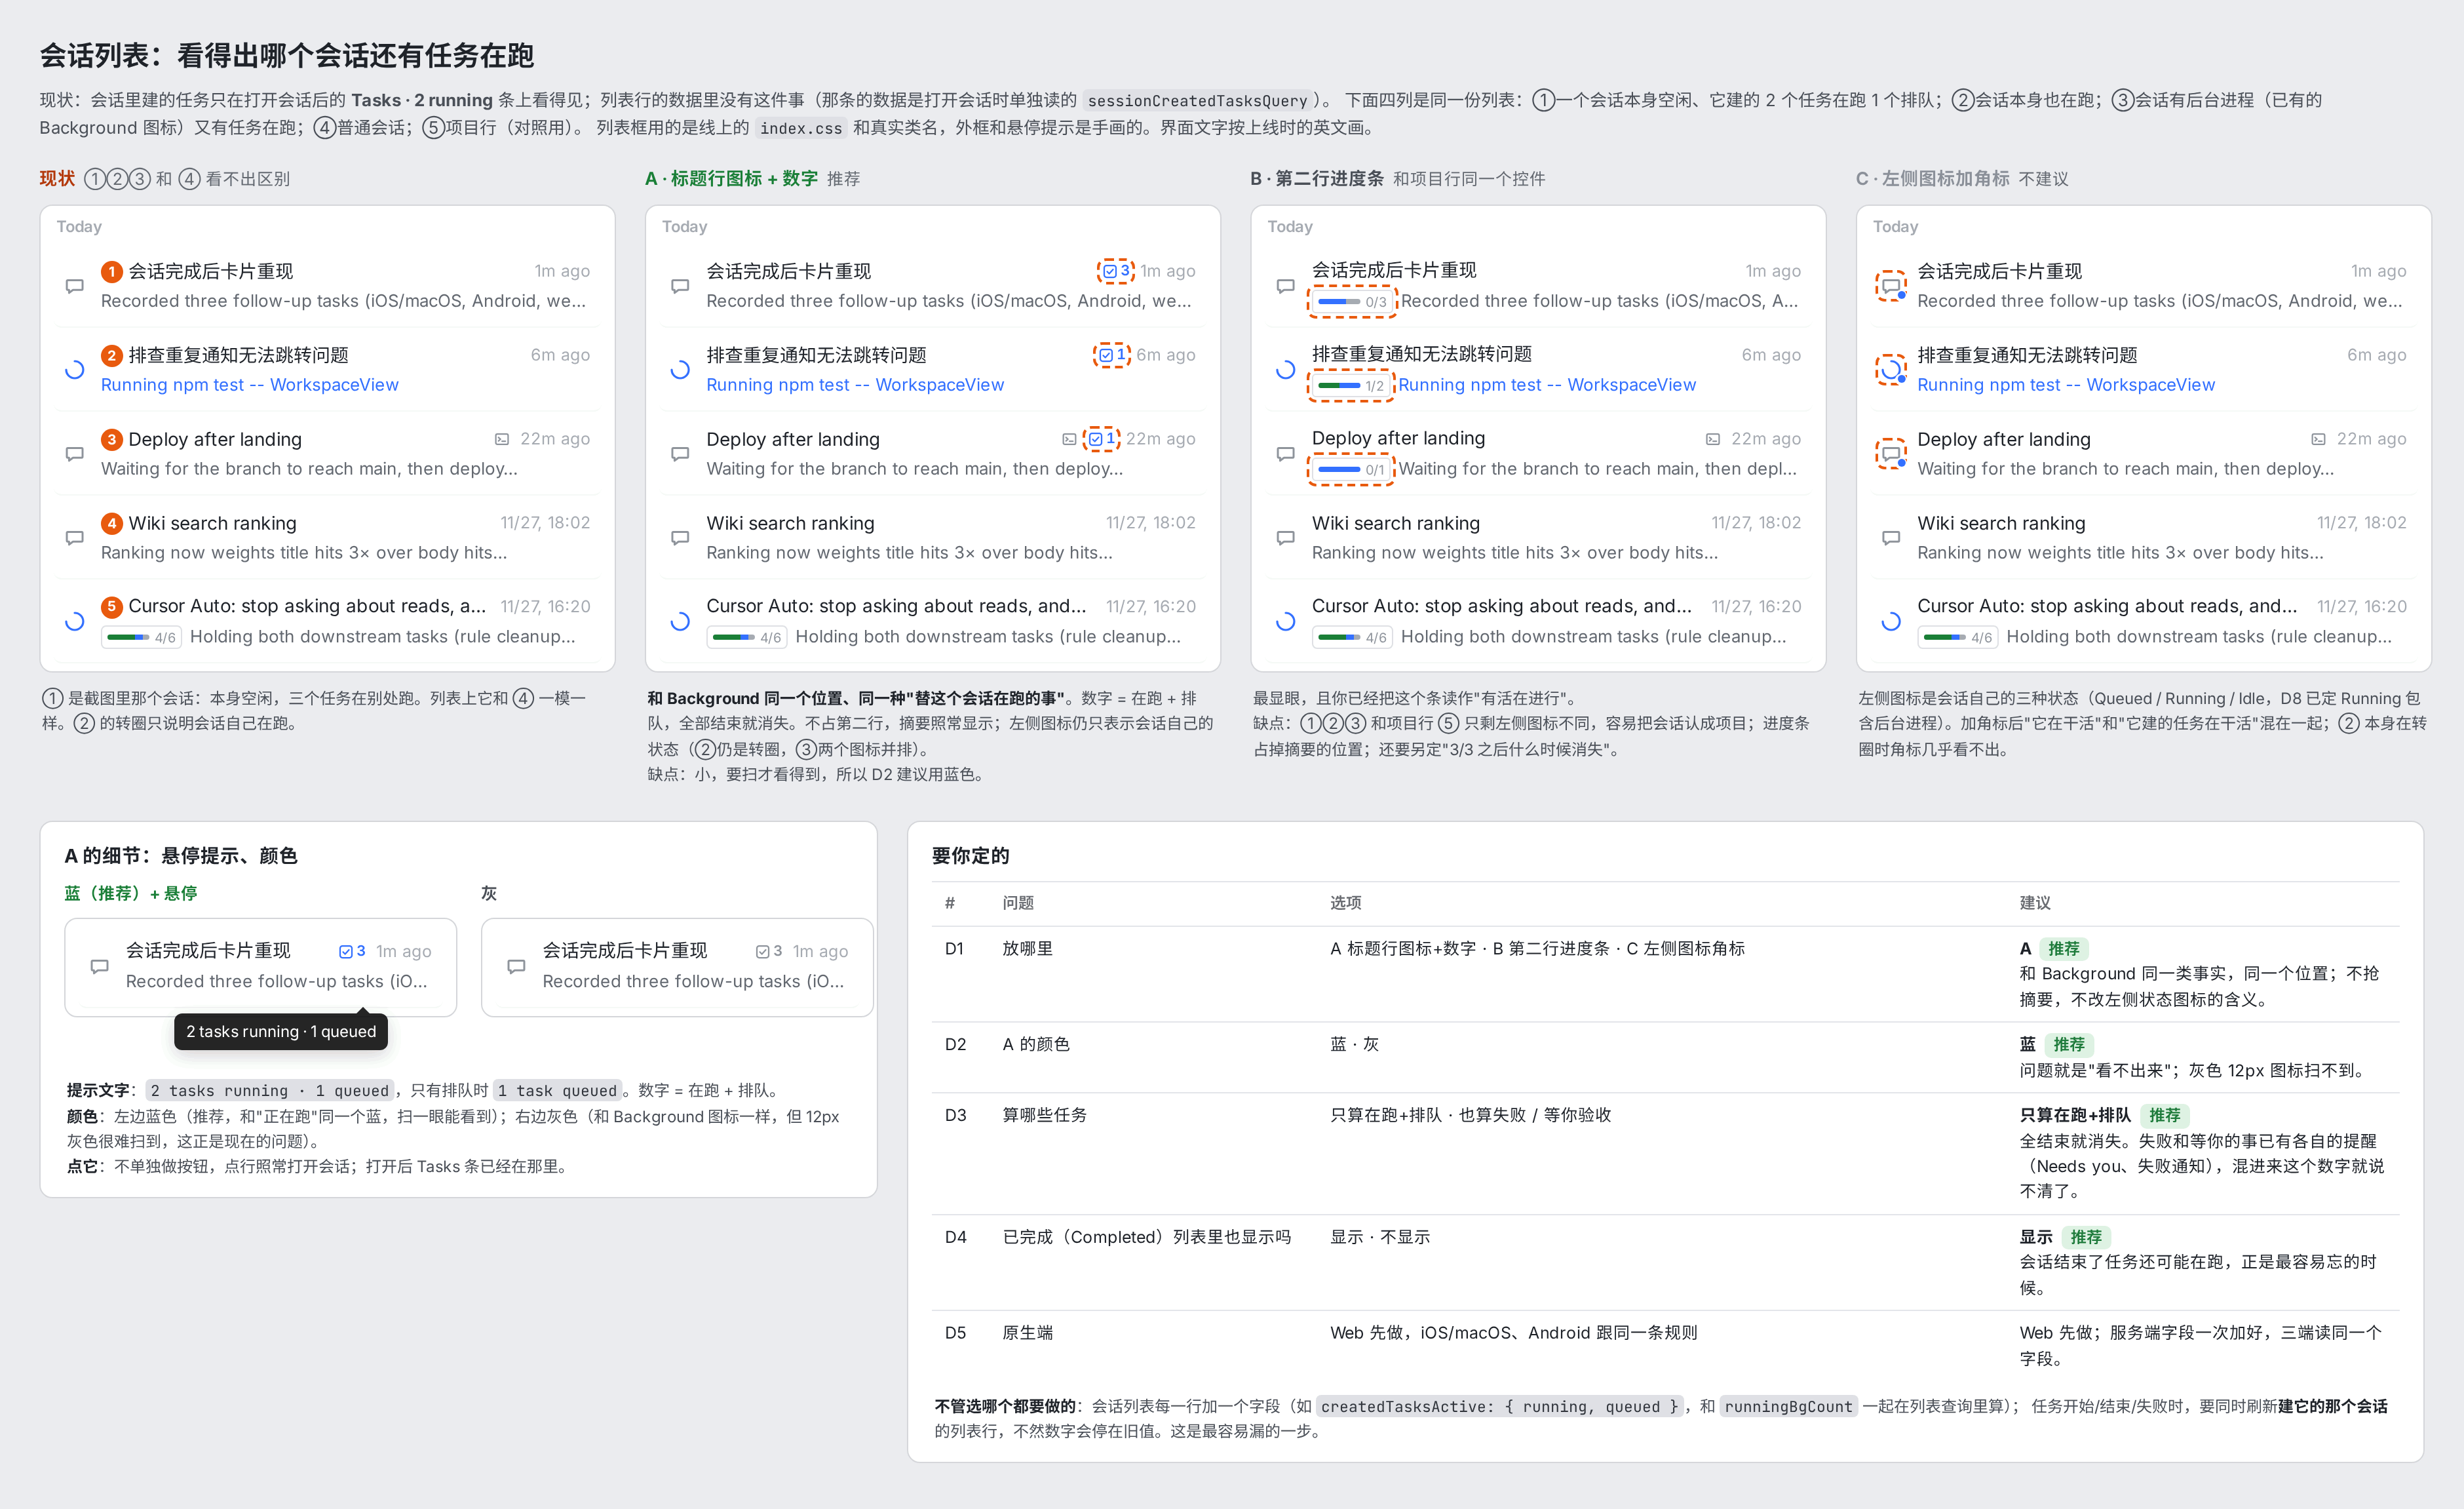 会话列表：看得出哪个会话还有任务在跑
现状：会话里建的任务只在打开会话后的 Tasks · 2 running 条上看得见；列表行的数据里没有这件事（那条的数据是打开会话时单独读的 sessionCreatedTasksQuery）。 下面四列是同一份列表：①一个会话本身空闲、它建的 2 个任务在跑 1 个排队；②会话本身也在跑；③会话有后台进程（已有的
Background 图标）又有任务在跑；④普通会话；⑤项目行（对照用）。 列表框用的是线上的 index.css 和真实类名，外框和悬停提示是手画的。界面文字按上线时的英文画。
现状 ①②③ 和 ④ 看不出区别
Today
1 会话完成后卡片重现 1m ago
Recorded three follow-up tasks (iOS/macOS, Android, we...
2 排查重复通知无法跳转问题 6m ago
Running npm test -- WorkspaceView
3 Deploy after landing 22m ago
Waiting for the branch to reach main, then deploy...
4 Wiki search ranking 11/27, 18:02
Ranking now weights title hits 3× over body hits...
5 Cursor Auto: stop asking about reads, a... 11/27, 16:20
4/6 Holding both downstream tasks (rule cleanup...
① 是截图里那个会话：本身空闲，三个任务在别处跑。列表上它和 ④ 一模一
样。② 的转圈只说明会话自己在跑。
A · 标题行图标 + 数字 推荐
Today
会话完成后卡片重现 3 1m ago
Recorded three follow-up tasks (iOS/macOS, Android, we...
排查重复通知无法跳转问题 1 6m ago
Running npm test -- WorkspaceView
Deploy after landing 1 22m ago
Waiting for the branch to reach main, then deploy...
Wiki search ranking 11/27, 18:02
Ranking now weights title hits 3× over body hits...
Cursor Auto: stop asking about reads, and... 11/27, 16:20
4/6 Holding both downstream tasks (rule cleanup...
和 Background 同一个位置、同一种"替这个会话在跑的事"。数字 = 在跑 + 排
队，全部结束就消失。不占第二行，摘要照常显示；左侧图标仍只表示会话自己的
状态（②仍是转圈，③两个图标并排）。
缺点：小，要扫才看得到，所以 D2 建议用蓝色。
B · 第二行进度条 和项目行同一个控件
Today
会话完成后卡片重现 1m ago
0/3 Recorded three follow-up tasks (iOS/macOS, A...
排查重复通知无法跳转问题 6m ago
1/2 Running npm test -- WorkspaceView
Deploy after landing 22m ago
0/1 Waiting for the branch to reach main, then depl...
Wiki search ranking 11/27, 18:02
Ranking now weights title hits 3× over body hits...
Cursor Auto: stop asking about reads, and... 11/27, 16:20
4/6 Holding both downstream tasks (rule cleanup...
最显眼，且你已经把这个条读作"有活在进行"。
缺点：①②③ 和项目行 ⑤ 只剩左侧图标不同，容易把会话认成项目；进度条
占掉摘要的位置；还要另定"3/3 之后什么时候消失"。
C · 左侧图标加角标 不建议
Today
会话完成后卡片重现 1m ago
Recorded three follow-up tasks (iOS/macOS, Android, we...
排查重复通知无法跳转问题 6m ago
Running npm test -- WorkspaceView
Deploy after landing 22m ago
Waiting for the branch to reach main, then deploy...
Wiki search ranking 11/27, 18:02
Ranking now weights title hits 3× over body hits...
Cursor Auto: stop asking about reads, and... 11/27, 16:20
4/6 Holding both downstream tasks (rule cleanup...
左侧图标是会话自己的三种状态（Queued / Running / Idle，D8 已定 Running 包
含后台进程）。加角标后"它在干活"和"它建的任务在干活"混在一起；② 本身在转
圈时角标几乎看不出。
A 的细节：悬停提示、颜色
蓝（推荐）+ 悬停
会话完成后卡片重现 3 1m ago
Recorded three follow-up tasks (iO...
2 tasks running · 1 queued
灰
会话完成后卡片重现 3 1m ago
Recorded three follow-up tasks (iO...
提示文字：2 tasks running · 1 queued，只有排队时 1 task queued。数字 = 在跑 + 排队。
颜色：左边蓝色（推荐，和"正在跑"同一个蓝，扫一眼能看到）；右边灰色（和 Background 图标一样，但 12px
灰色很难扫到，这正是现在的问题）。
点它：不单独做按钮，点行照常打开会话；打开后 Tasks 条已经在那里。
要你定的
# 问题 选项 建议
D1 放哪里 A 标题行图标+数字 · B 第二行进度条 · C 左侧图标角标 A 推荐
和 Background 同一类事实，同一个位置；不抢
摘要，不改左侧状态图标的含义。
D2 A 的颜色 蓝 · 灰 蓝 推荐
问题就是"看不出来"；灰色 12px 图标扫不到。
D3 算哪些任务 只算在跑+排队 · 也算失败 / 等你验收 只算在跑+排队 推荐
全结束就消失。失败和等你的事已有各自的提醒
（Needs you、失败通知），混进来这个数字就说
不清了。
D4 已完成（Completed）列表里也显示吗 显示 · 不显示 显示 推荐
会话结束了任务还可能在跑，正是最容易忘的时
候。
D5 原生端 Web 先做，iOS/macOS、Android 跟同一条规则 Web 先做；服务端字段一次加好，三端读同一个
字段。
不管选哪个都要做的：会话列表每一行加一个字段（如 createdTasksActive: { running, queued }，和 runningBgCount 一起在列表查询里算）； 任务开始/结束/失败时，要同时刷新建它的那个会话
的列表行，不然数字会停在旧值。这是最容易漏的一步。